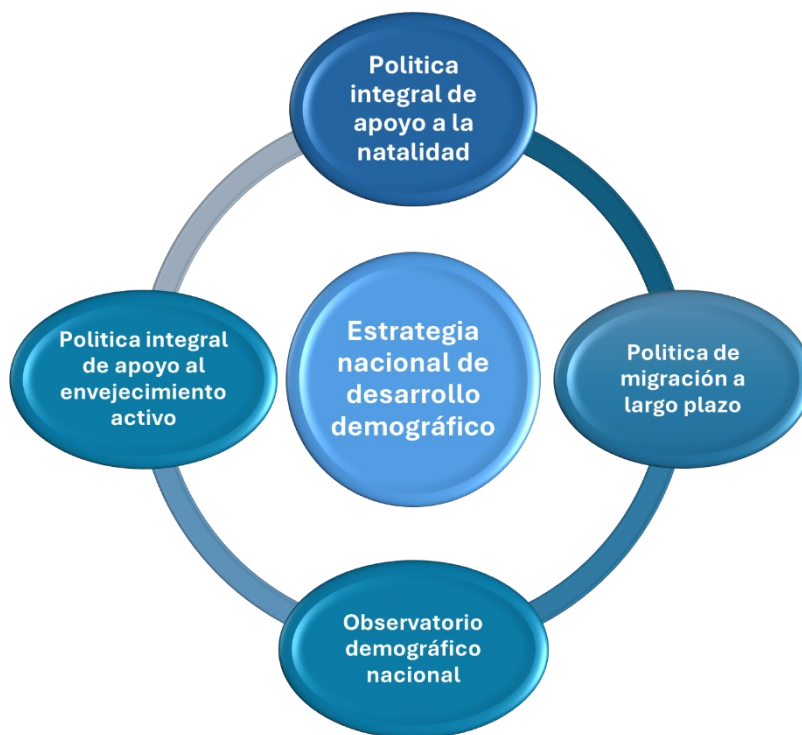 Politica
integral de
apoyo a la
natalidad
Estrategia
nacional de
desarrollo
demográfico
Politica de
migración a
largo plazo
Observatorio
demográfico
nacional
Politica integral
de apoyo al
envejecimiento
activo